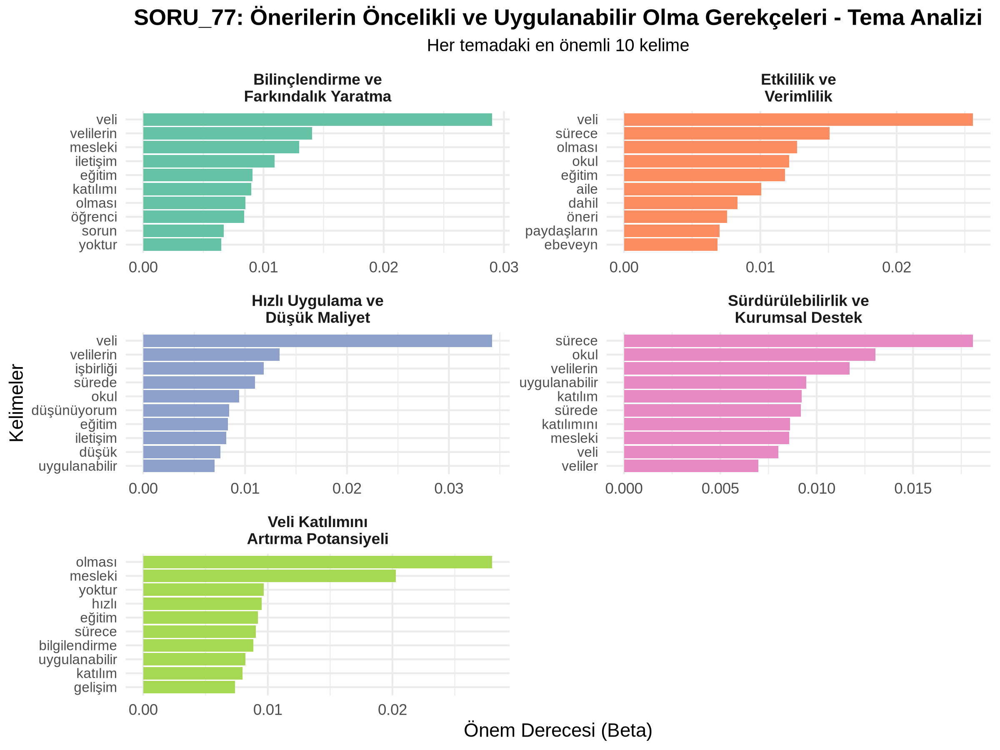 SORU_77: Önerilerin Öncelikli ve Uygulanabilir Olma Gerekçeleri - Tema Analizi
Her temadaki en önemli 10 kelime
Bilinçlendirme ve
Farkındalık Yaratma
veli
velilerin
mesleki
iletişim
eğitim
katılımı
olması
öğrenci
sorun
yoktur
0.00 0.01 0.02 0.03
Etkililik ve
Verimlilik
veli
sürece
olması
okul
eğitim
aile
dahil
öneri
paydaşların
ebeveyn
0.00 0.01 0.02
Hızlı Uygulama ve
Düşük Maliyet
veli
velilerin
işbirliği
sürede
okul
düşünüyorum
eğitim
iletişim
düşük
uygulanabilir
0.00 0.01 0.02 0.03
Sürdürülebilirlik ve
Kurumsal Destek
sürece
okul
velilerin
uygulanabilir
katılım
sürede
katılımını
mesleki
veli
veliler
0.000 0.005 0.010 0.015
Veli Katılımını
Artırma Potansiyeli
olması
mesleki
yoktur
hızlı
eğitim
sürece
bilgilendirme
uygulanabilir
katılım
gelişim
0.00 0.01 0.02
Kelimeler
Önem Derecesi (Beta)